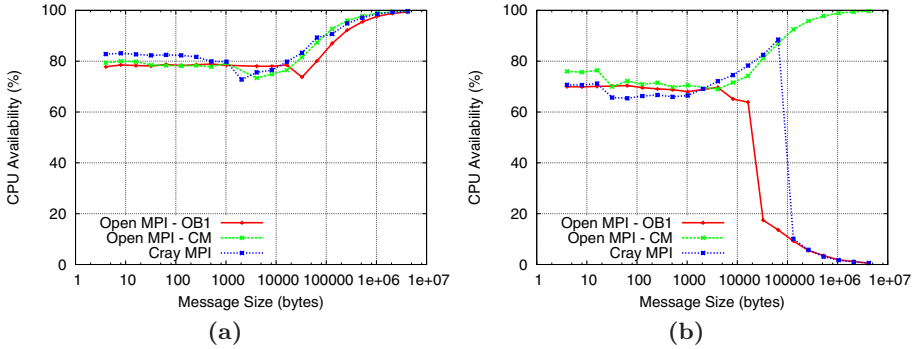 100
80
60
40
20
0
CPU Availability (%)
Open MPI - OB1
Open MPI - CM
Cray MPI
1 10 100 1000 10000 100000 1e+06 1e+07
Message Size (bytes)
(a)
100
80
60
40
20
0
CPU Availability (%)
Open MPI - OB1
Open MPI - CM
Cray MPI
1 10 100 1000 10000 100000 1e+06 1e+07
Message Size (bytes)
(b)